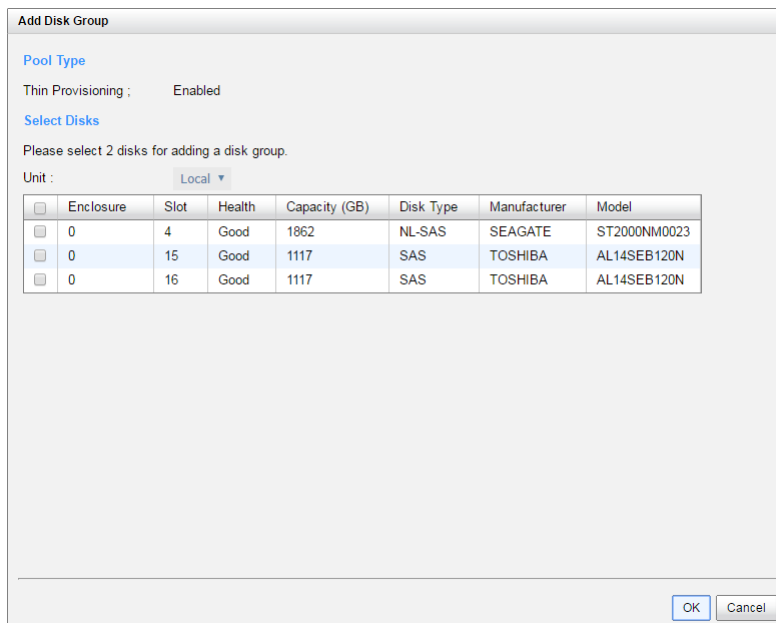 Add Disk Group
Pool Type
Thin Provisioning ; Enabled
Select Disks
Please select 2 disks for adding a disk group.
Unit : Local
Enclosure Slot Health Capacity (GB) Disk Type Manufacturer Model
0 4 Good 1862 NL-SAS SEAGATE ST2000NM0023
0 15 Good 1117 SAS TOSHIBA AL14SEB120N
0 16 Good 1117 SAS TOSHIBA AL14SEB120N
OK Cancel